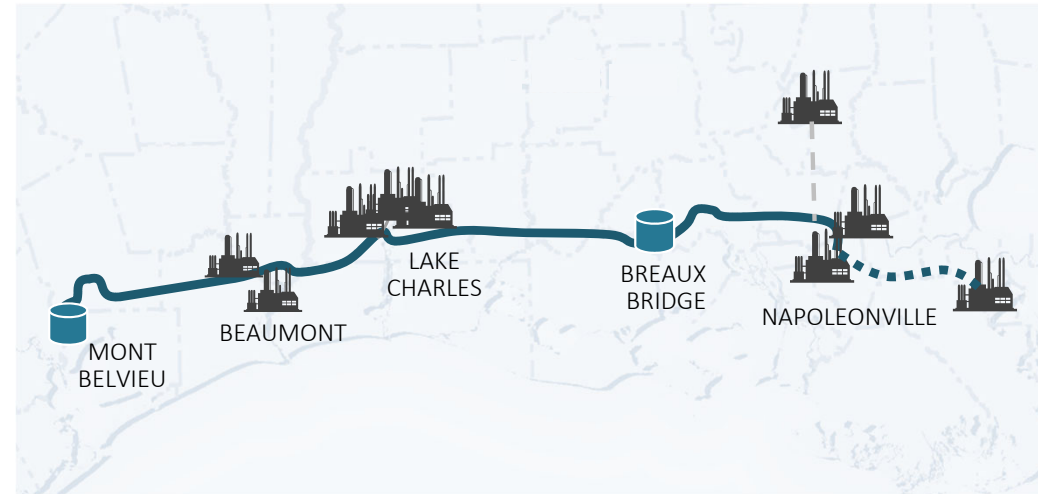 MONT
BELVIEU
BEAUMONT
LAKE
CHARLES
BREAUX
BRIDGE
NAPOLEONVILLE